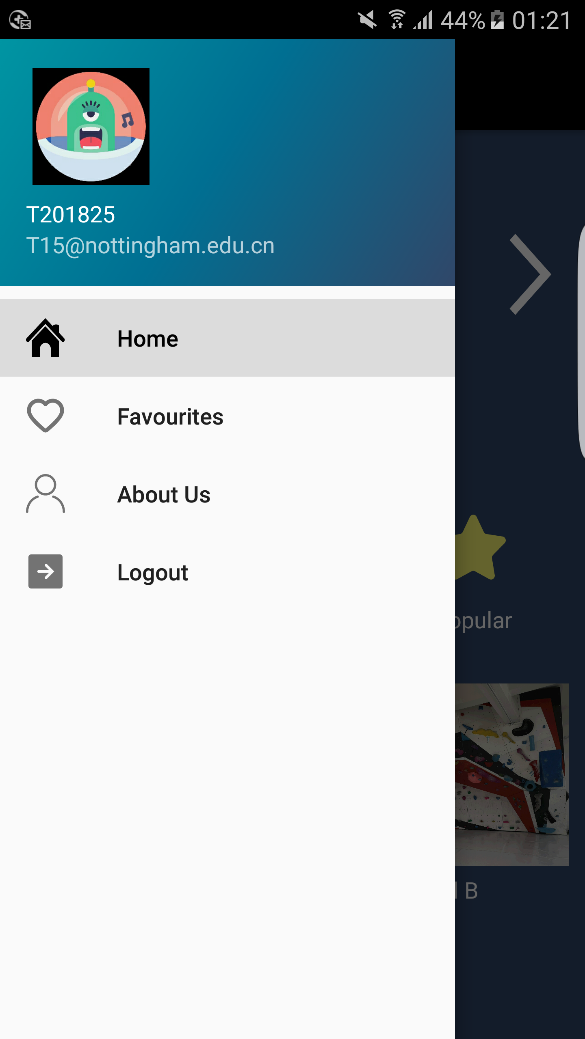 44% 01:21
T201825
T15@nottingham.edu.cn
Home
Favourites
About Us
Logout
opular
B